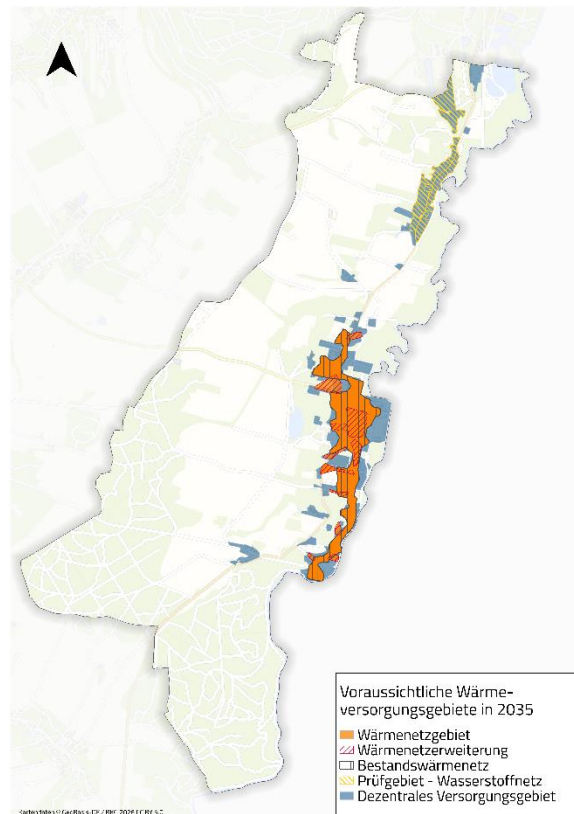 Voraussichtliche Wärme-
versorgungsgebiete in 2035
Wärmenetzgebiet
Wärmenetzerweiterung
Bestandswärmenetz
Prüfgebiet - Wasserstoffnetz
Dezentrales Versorgungsgebiet